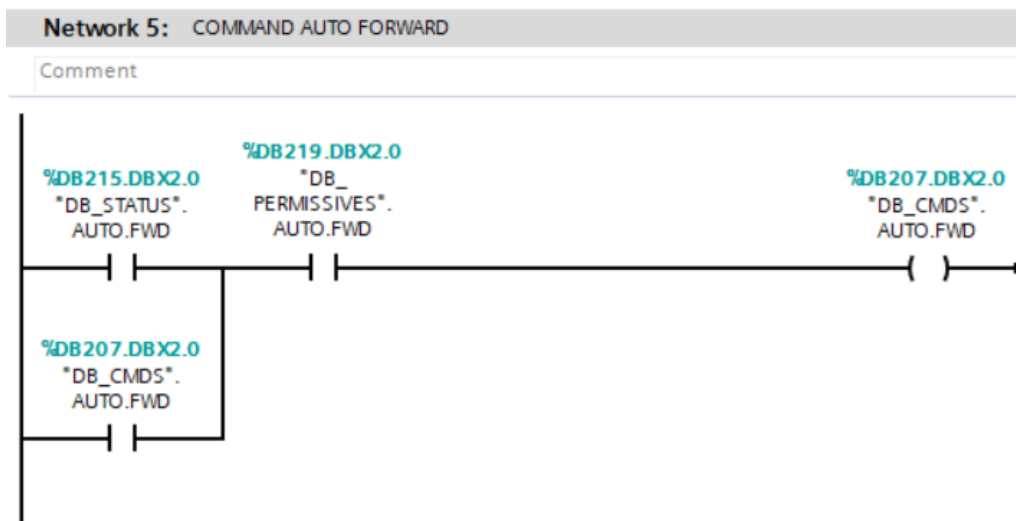 Network 5: COMMAND AUTO FORWARD
Comment
%DB215.DBX2.0
"DB_STATUS".
AUTO.FWD
%DB219.DBX2.0
"DB_
PERMISSIVES".
AUTO.FWD
%DB207.DBX2.0
"DB_CMDS".
AUTO.FWD
%DB207.DBX2.0
"DB_CMDS".
AUTO.FWD